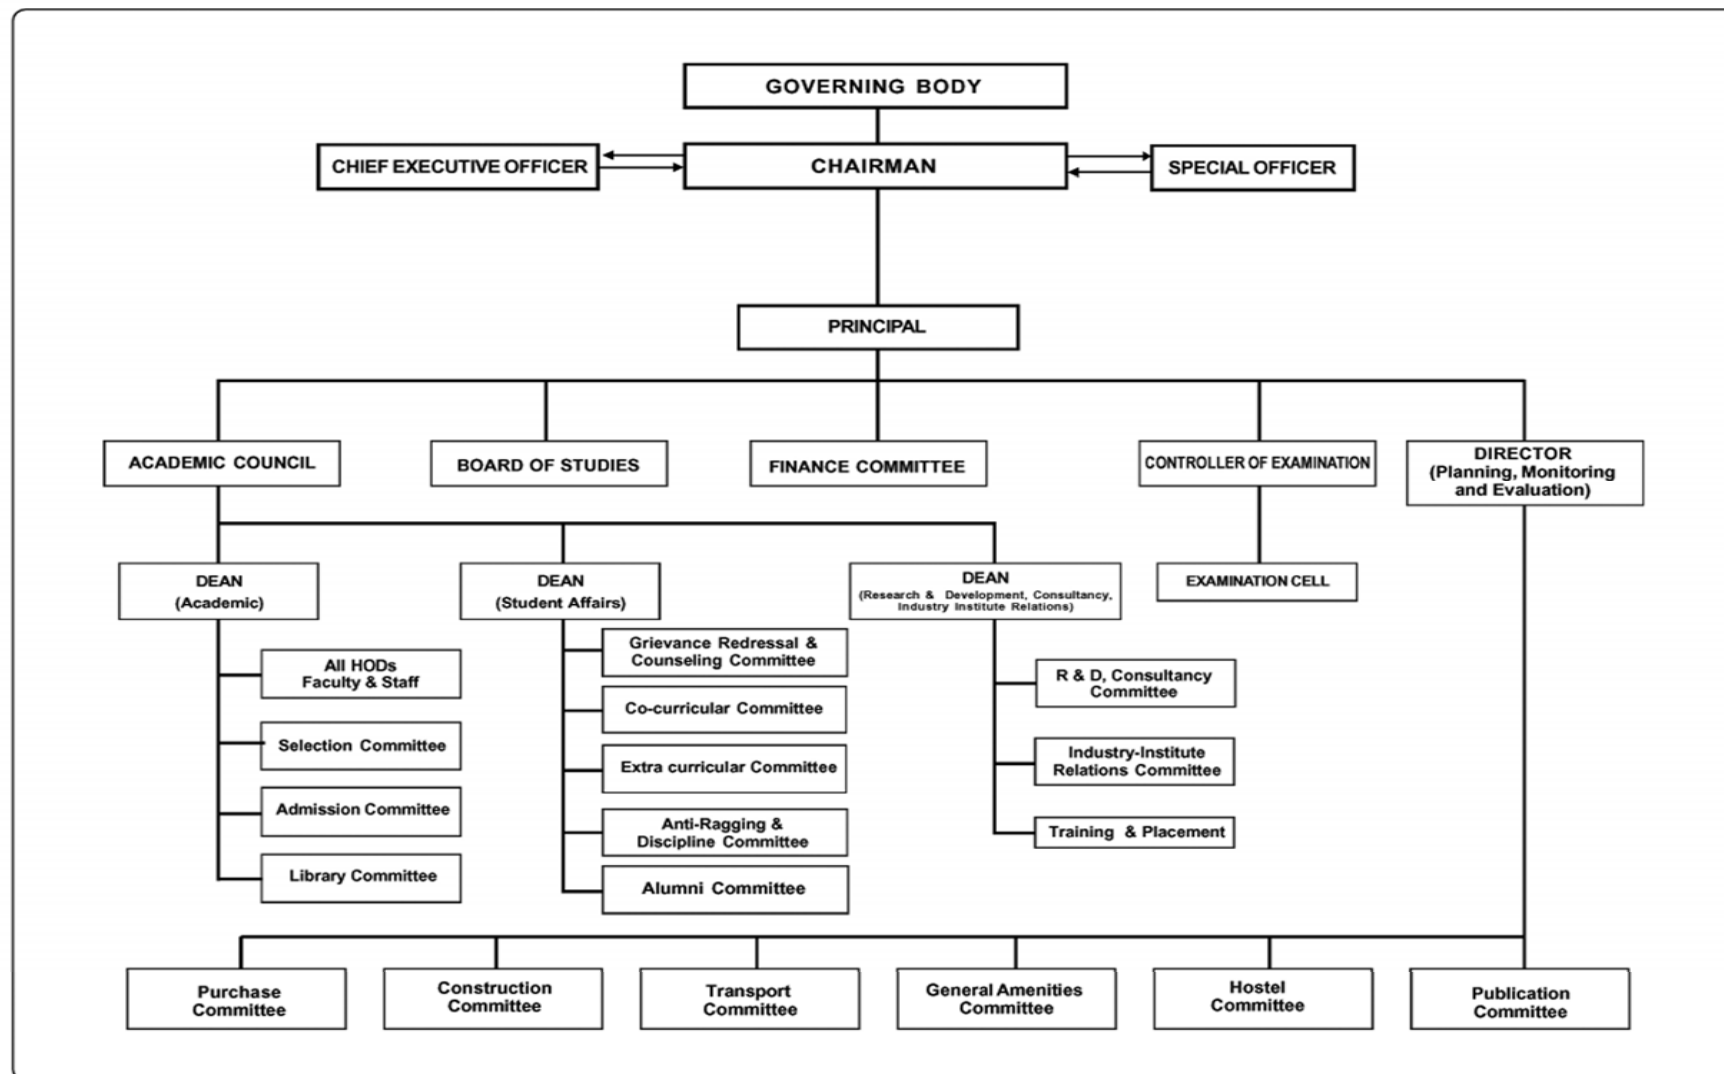 GOVERNING BODY
CHIEF EXECUTIVE OFFICER
CHAIRMAN
SPECIAL OFFICER
PRINCIPAL
ACADEMIC COUNCIL
BOARD OF STUDIES
FINANCE COMMITTEE
CONTROLLER OF EXAMINATION
DIRECTOR
(Planning, Monitoring
and Evaluation)
DEAN
(Academic)
DEAN
(Student Affairs)
DEAN
(Research & Development, Consultancy,
Industry Institute Relations)
EXAMINATION CELL
All HODs
Faculty & Staff
Selection Committee
Admission Committee
Library Committee
Grievance Redressal &
Counseling Committee
Co-curricular Committee
Extra curricular Committee
Anti-Ragging &
Discipline Committee
Alumni Committee
R & D, Consultancy
Committee
Industry-Institute
Relations Committee
Training & Placement
Purchase
Committee
Construction
Committee
Transport
Committee
General Amenities
Committee
Hostel
Committee
Publication
Committee